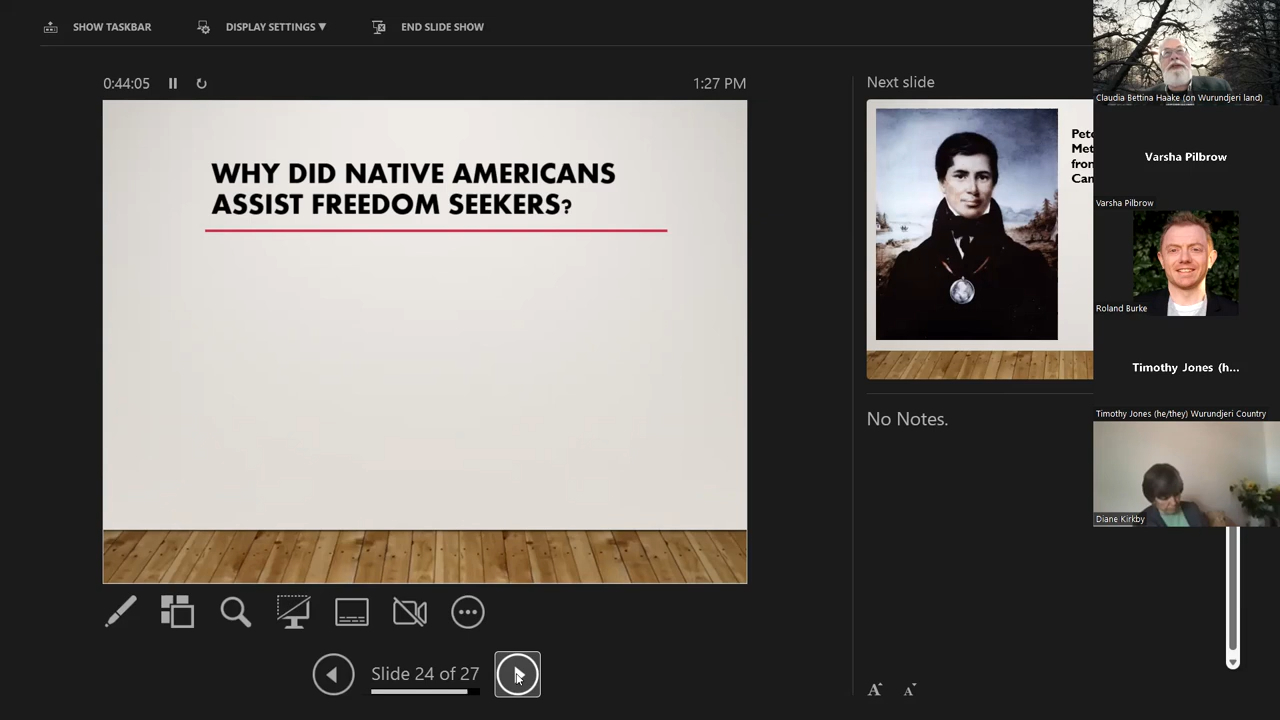 SHOW TASKBAR
DISPLAY SETTINGS ▼
END SLIDE SHOW
0:44:05
1:27 PM
WHY DID NATIVE AMERICANS
ASSIST FREEDOM SEEKERS?
Slide 24 of 27
Next slide
No Notes.
A
A
Claudia Bettina Haake (on Wurundjeri land)
Varsha Pilbrow
Varsha Pilbrow
Roland Burke
Timothy Jones (h...
Timothy Jones (he/they) Wurundjeri Country
Diane Kirkby